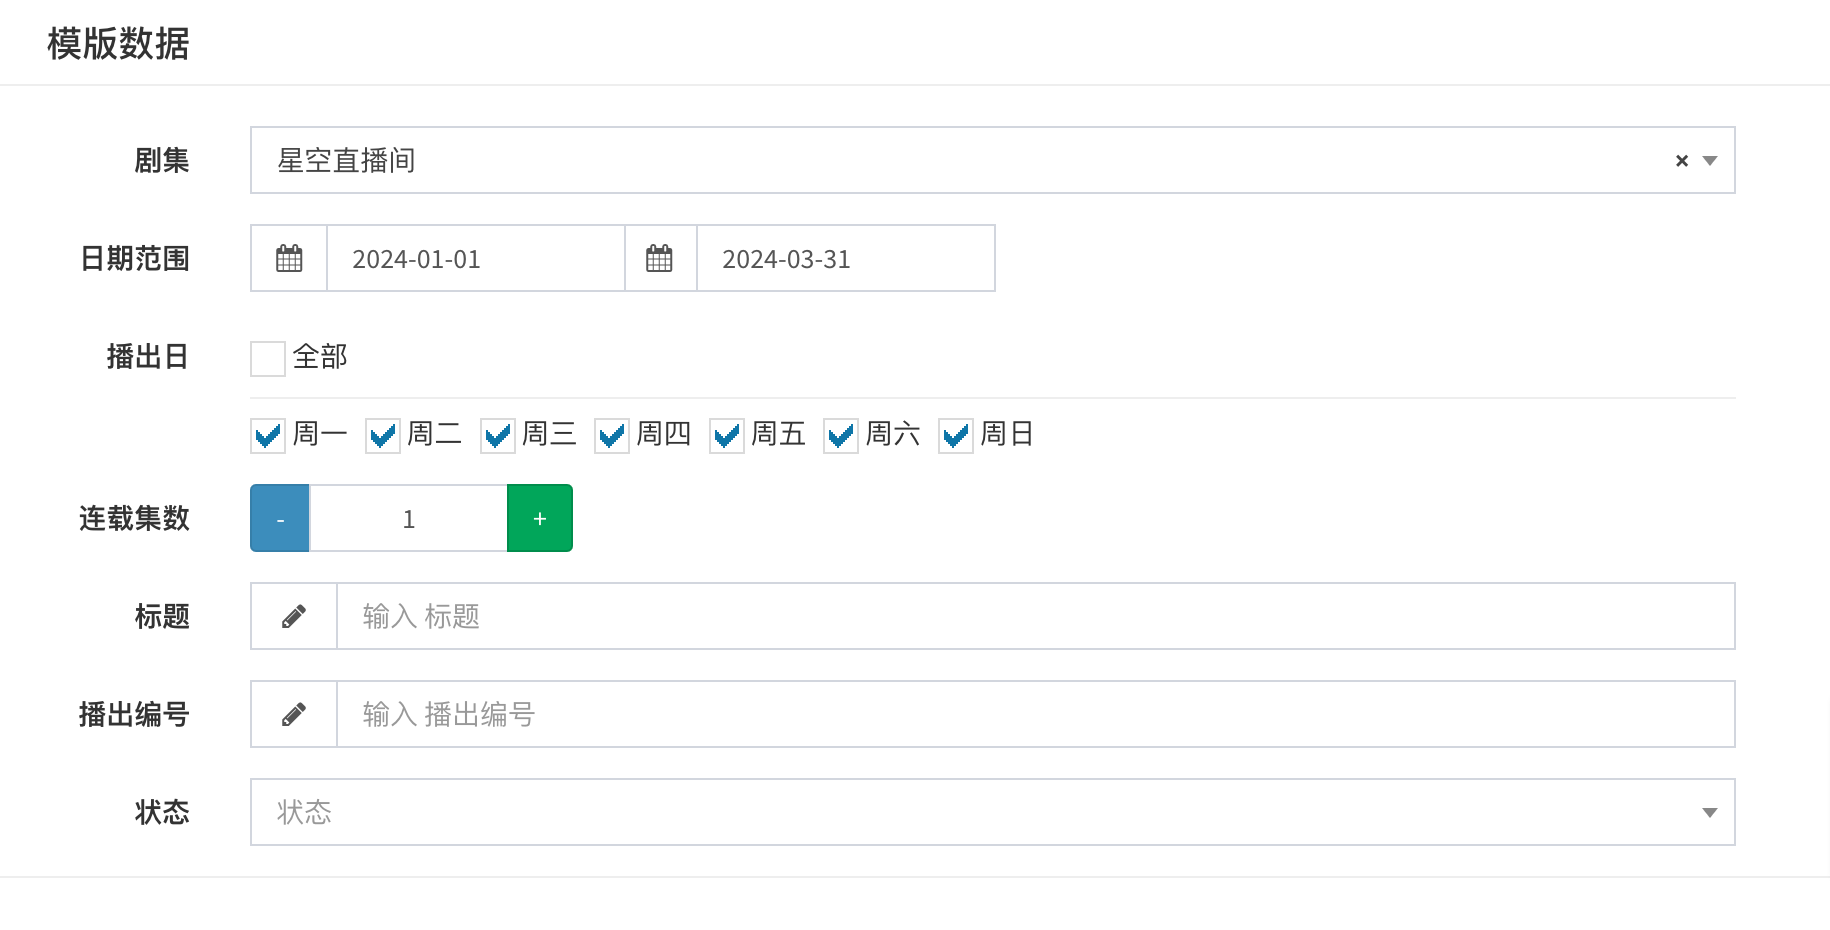 模版数据
剧集 星空直播间 ×
日期范围 2024-01-01 2024-03-31
播出日 全部
周一 周二 周三 周四 周五 周六 周日
连载集数 - 1 +
标题 输入 标题
播出编号 输入 播出编号
状态 状态